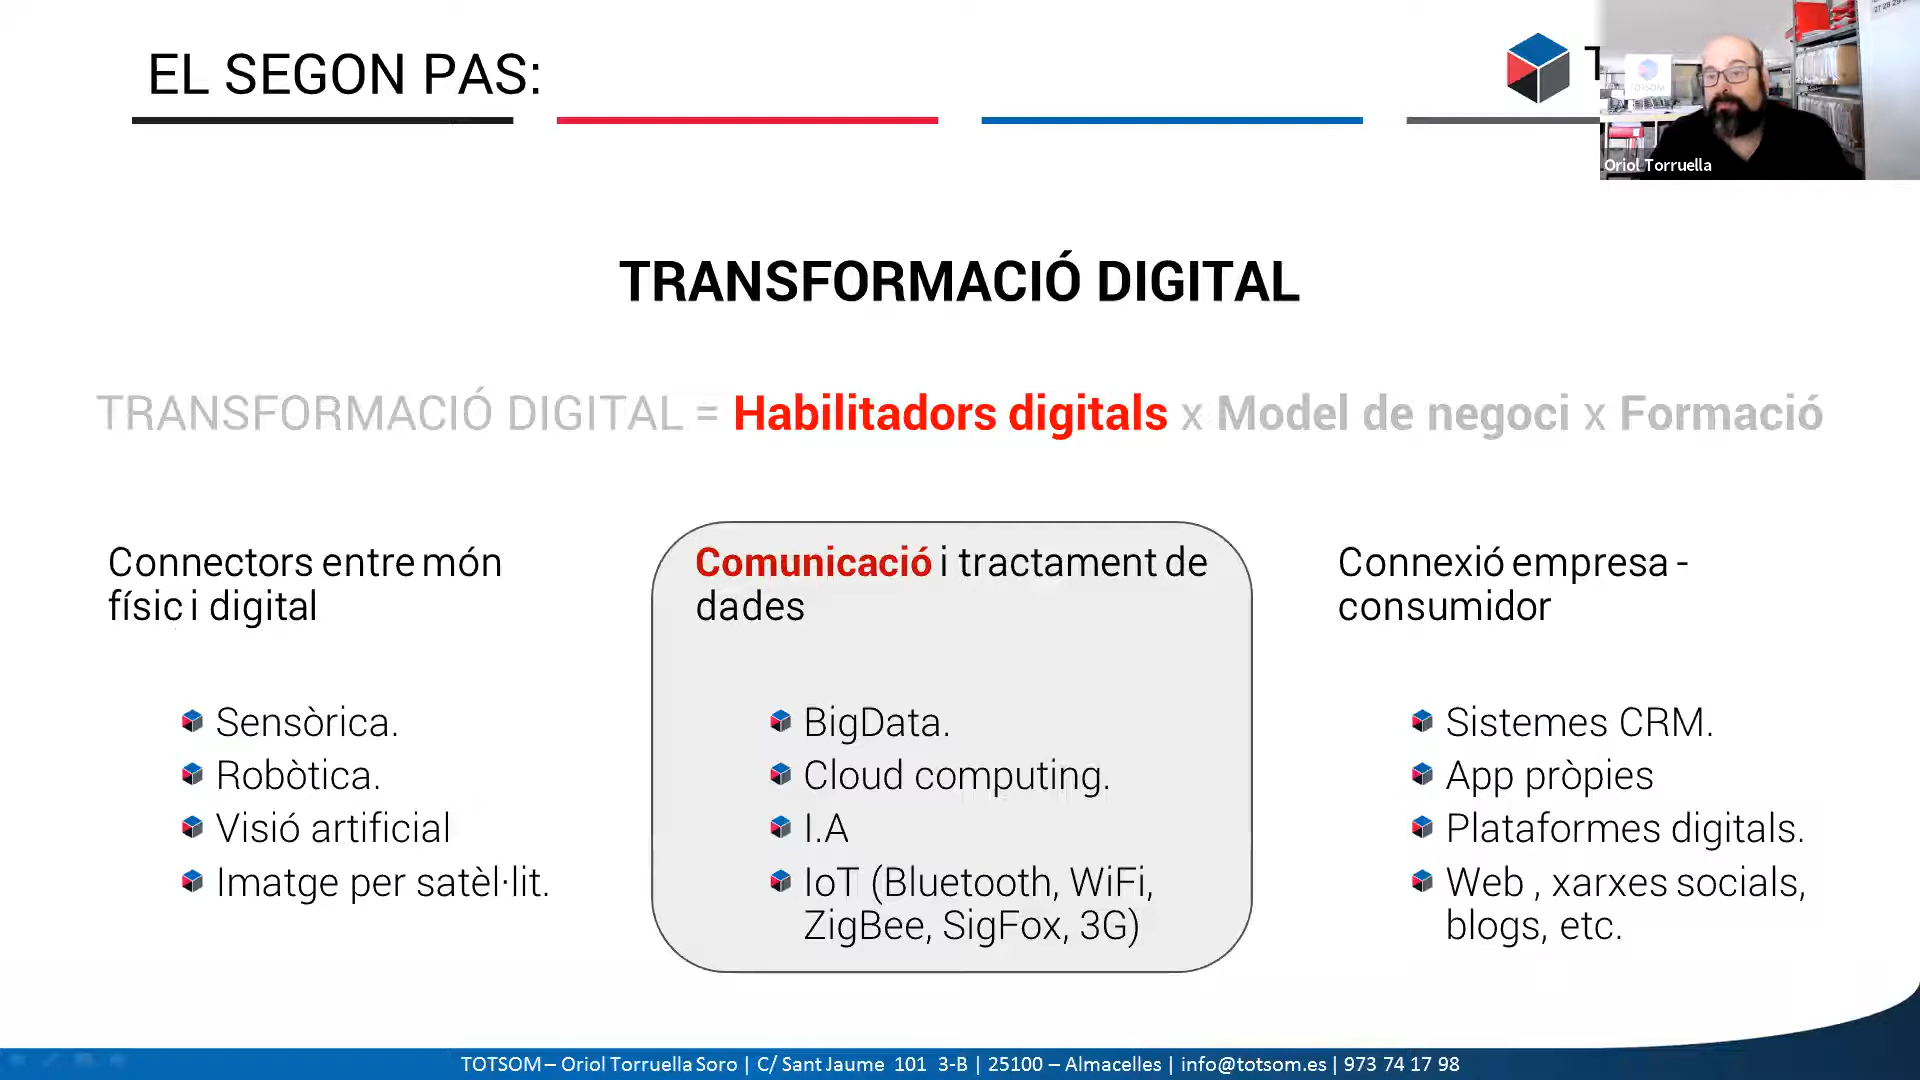 EL SEGON PAS:
T
TOTSOM
Oriol Torruella
TRANSFORMACIÓ DIGITAL
TRANSFORMACIÓ DIGITAL = Habilitadors digitals x Model de negoci x Formació
Connectors entre món
físic i digital
Sensòrica.
Robòtica.
Visió artificial
Imatge per satèl·lit.
Comunicació i tractament de
dades
BigData.
Cloud computing.
I.A
IoT (Bluetooth, WiFi,
ZigBee, SigFox, 3G)
Connexió empresa -
consumidor
Sistemes CRM.
App pròpies
Plataformes digitals.
Web , xarxes socials,
blogs, etc.
TOTSOM – Oriol Torruella Soro | C/ Sant Jaume 101 3-B | 25100 – Almacelles | info@totsom.es | 973 74 17 98